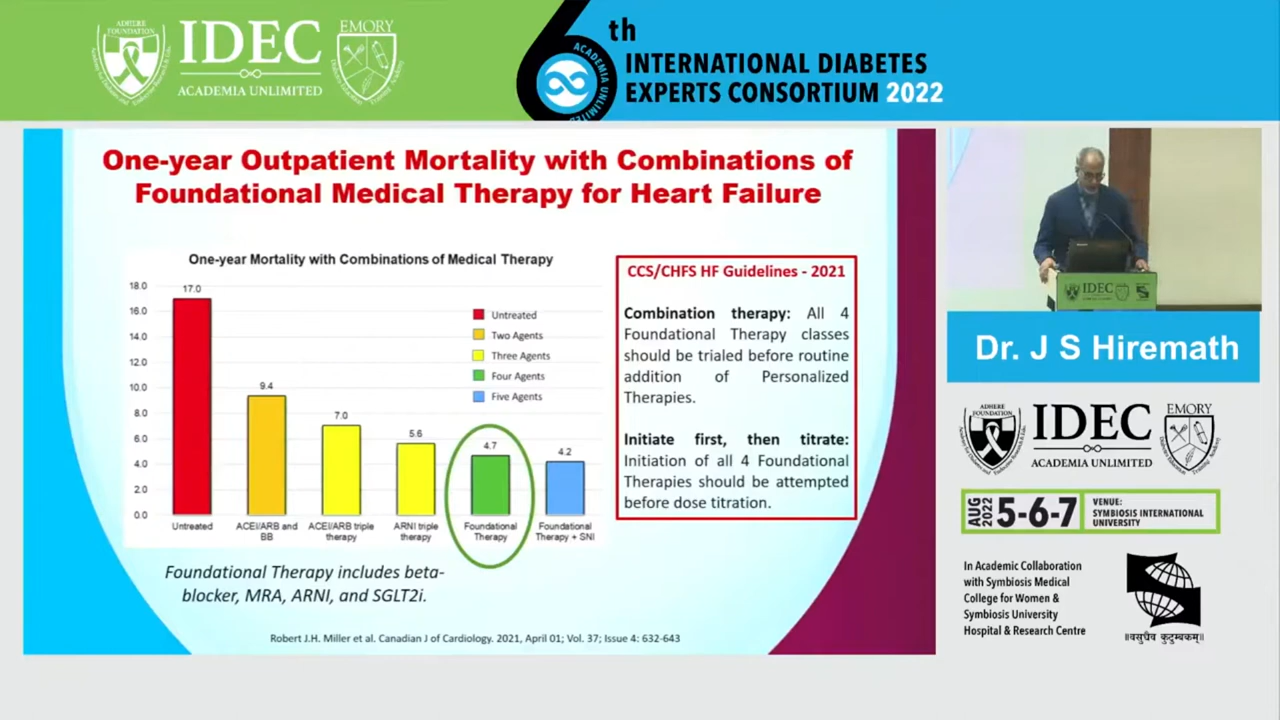 ADHERE
FOUNDATION
IDEC
ACADEMIA UNLIMITED
EMORY
6th
ACADEMIA UNLIMITED
INTERNATIONAL DIABETES
EXPERTS CONSORTIUM 2022
One-year Outpatient Mortality with Combinations of
Foundational Medical Therapy for Heart Failure
One-year Mortality with Combinations of Medical Therapy
18.0
16.0
14.0
12.0
10.0
8.0
6.0
4.0
2.0
0.0
17.0
9.4
7.0
5.6
4.7
4.2
Untreated
Two Agents
Three Agents
Four Agents
Five Agents
Untreated
ACEI/ARB and
BB
ACEI/ARB triple
therapy
ARNI triple
therapy
Foundational
Therapy
Foundational
Therapy + SNI
Foundational Therapy includes beta-
blocker, MRA, ARNI, and SGLT2i.
CCS/CHFS HF Guidelines - 2021
Combination therapy: All 4
Foundational Therapy classes
should be trialed before routine
addition of Personalized
Therapies.
Initiate first, then titrate:
Initiation of all 4 Foundational
Therapies should be attempted
before dose titration.
Robert J.H. Miller et al. Canadian J of Cardiology. 2021, April 01; Vol. 37; Issue 4: 632-643
IDEC
Dr. J S Hiremath
ADHERE
FOUNDATION
IDEC
ACADEMIA UNLIMITED
EMORY
AUG
2022
5-6-7
VENUE:
SYMBIOSIS INTERNATIONAL
UNIVERSITY
In Academic Collaboration
with Symbiosis Medical
College for Women &
Symbiosis University
Hospital & Research Centre
॥वसुधैव कुटुम्बकम्॥